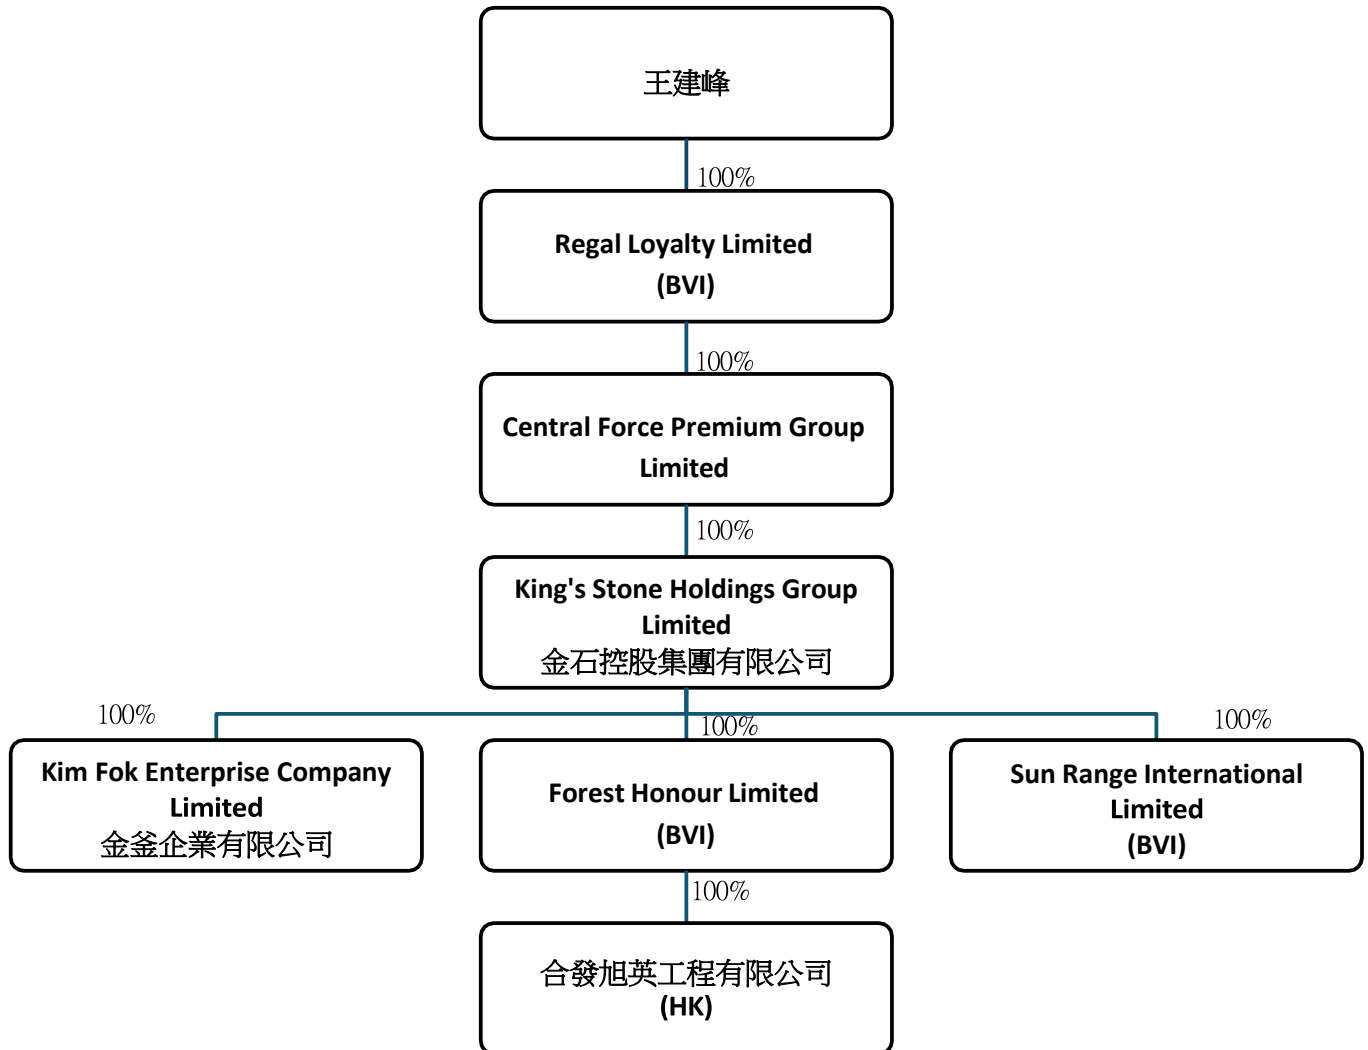 王建峰
100%
Regal Loyalty Limited
(BVI)
100%
Central Force Premium Group
Limited
100%
King's Stone Holdings Group
Limited
金石控股集團有限公司
100%
100%
100%
Kim Fok Enterprise Company
Limited
金釜企業有限公司
Forest Honour Limited
(BVI)
Sun Range International
Limited
(BVI)
100%
合發旭英工程有限公司
(HK)